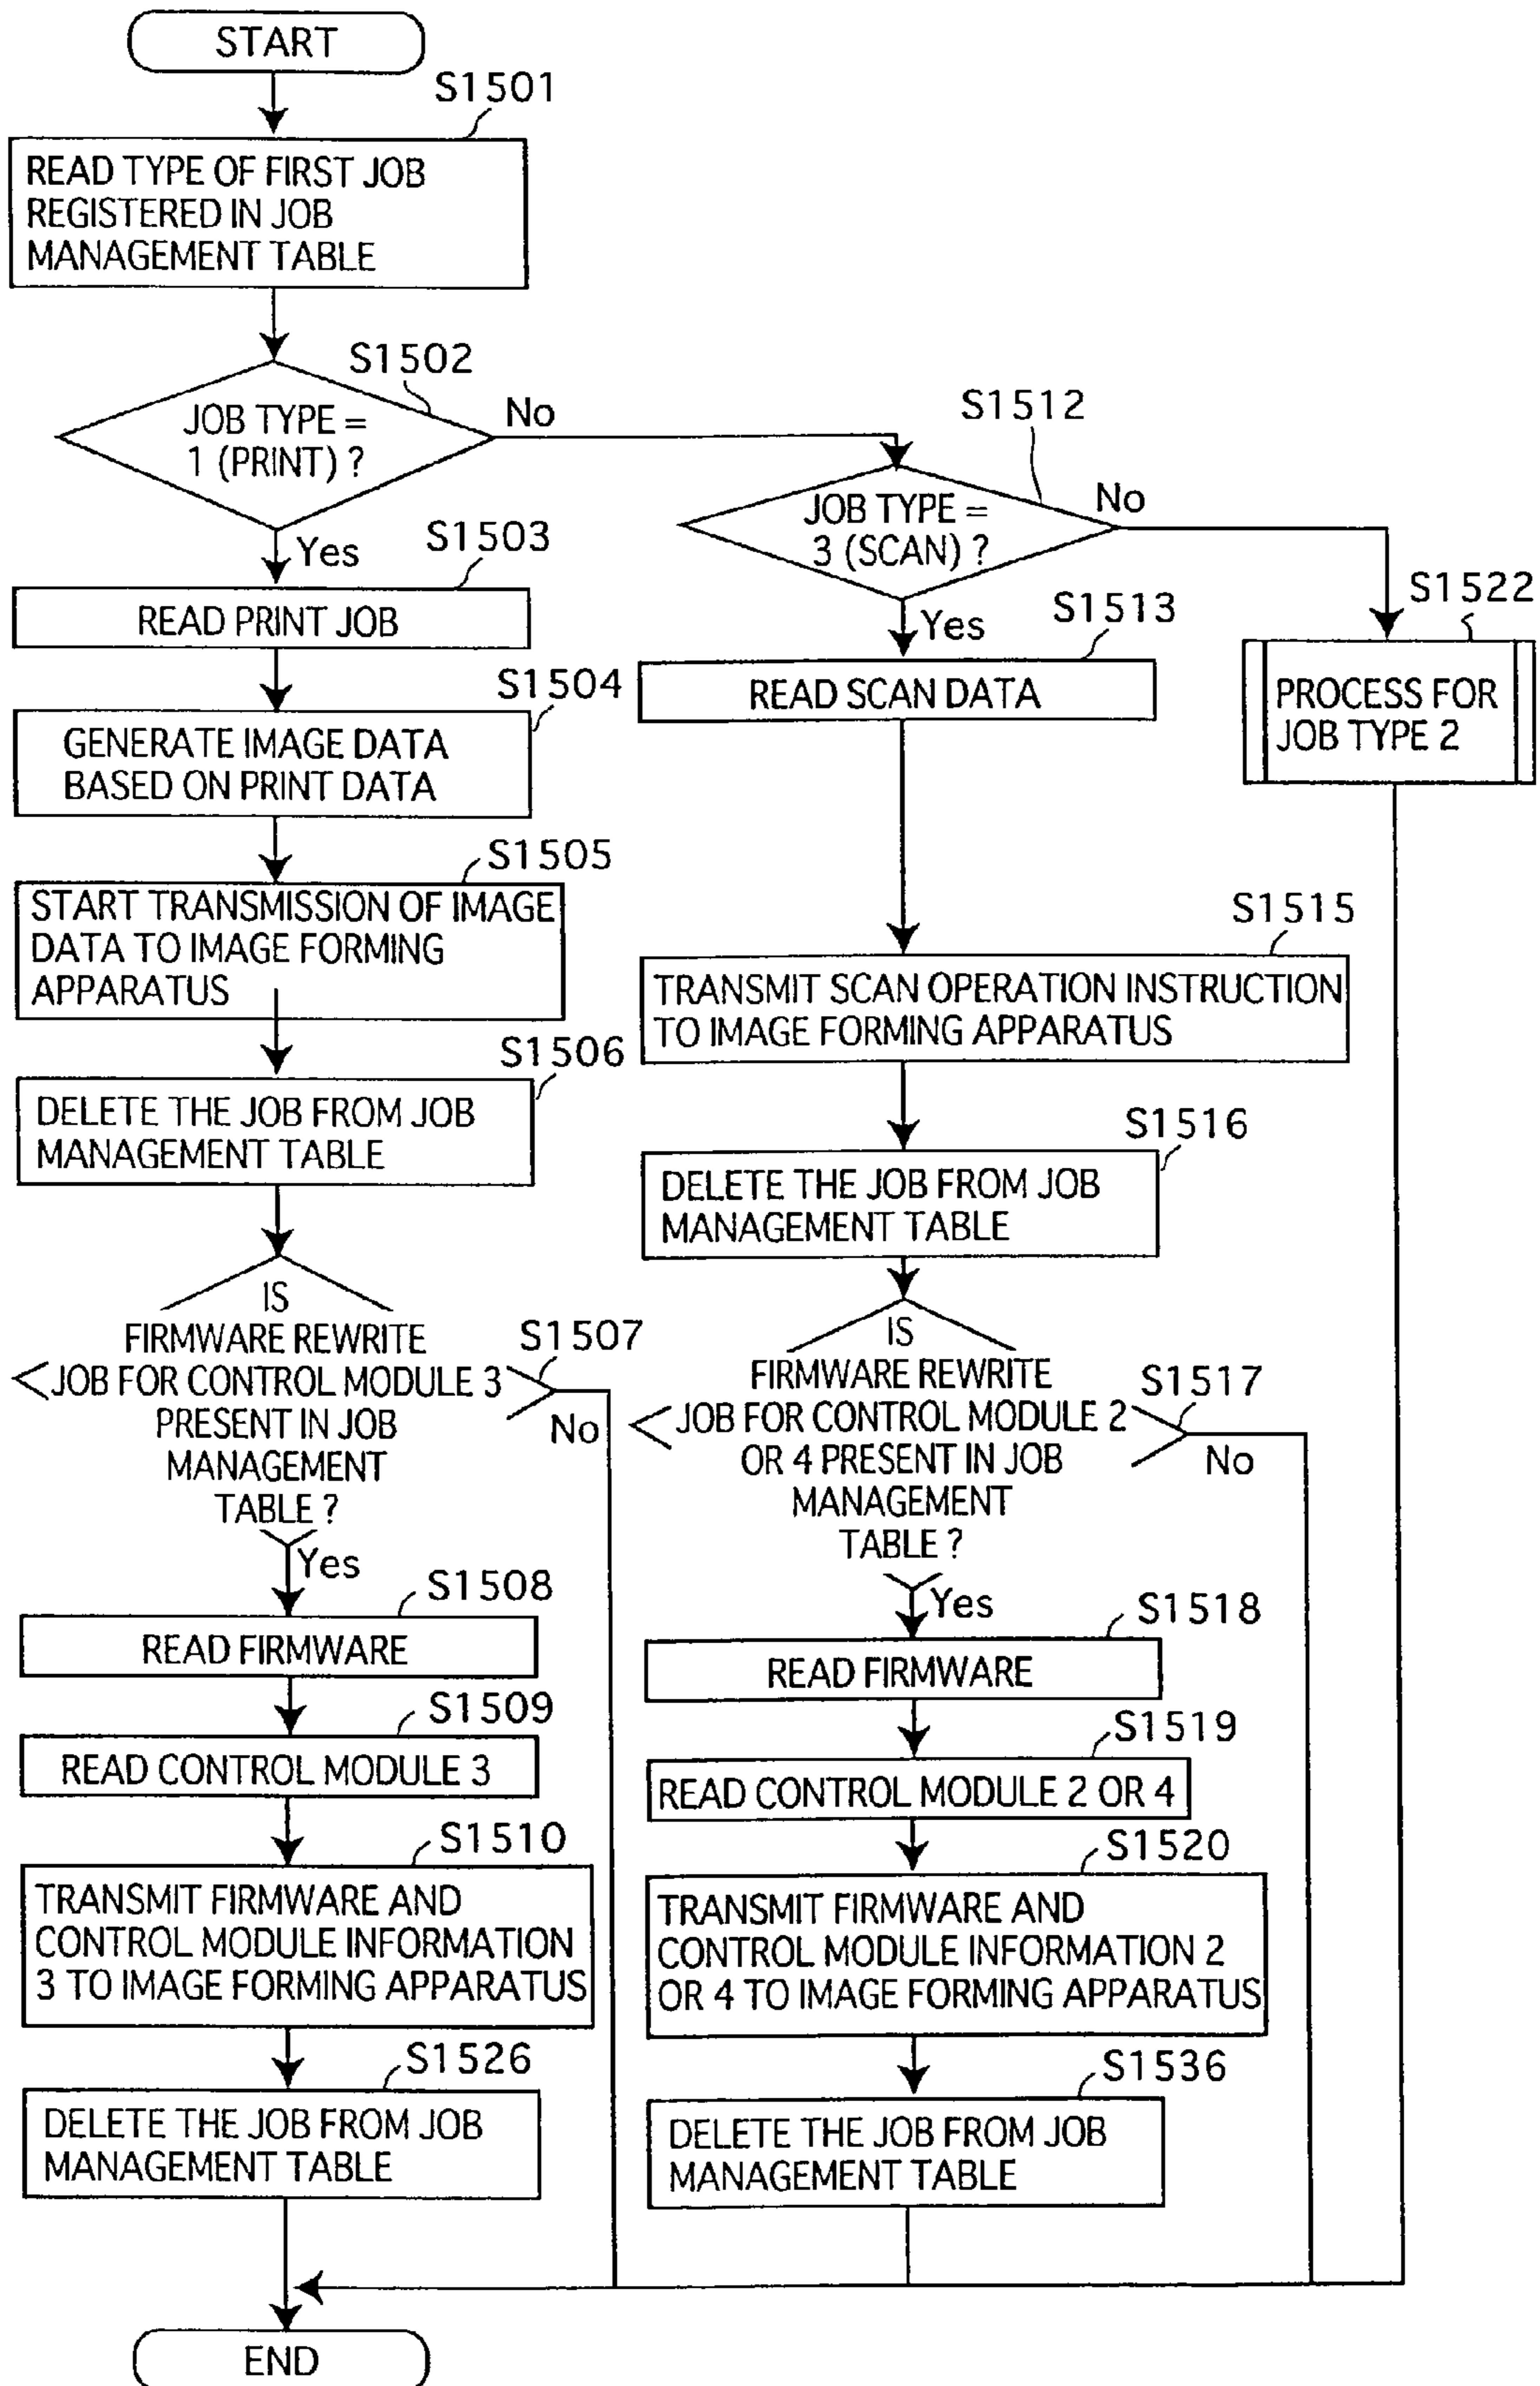 START
S1501
READ TYPE OF FIRST JOB
REGISTERED IN JOB
MANAGEMENT TABLE
S1502
JOB TYPE =
1 (PRINT) ?
No
Yes
S1503
READ PRINT JOB
S1504
GENERATE IMAGE DATA
BASED ON PRINT DATA
S1505
START TRANSMISSION OF IMAGE
DATA TO IMAGE FORMING
APPARATUS
S1506
DELETE THE JOB FROM JOB
MANAGEMENT TABLE
IS
FIRMWARE REWRITE
JOB FOR CONTROL MODULE 3
PRESENT IN JOB
MANAGEMENT
TABLE ?
S1507
No
Yes
S1508
READ FIRMWARE
S1509
READ CONTROL MODULE 3
S1510
TRANSMIT FIRMWARE AND
CONTROL MODULE INFORMATION
3 TO IMAGE FORMING APPARATUS
S1526
DELETE THE JOB FROM JOB
MANAGEMENT TABLE
END
S1512
JOB TYPE =
3 (SCAN) ?
No
Yes
S1513
READ SCAN DATA
S1515
TRANSMIT SCAN OPERATION INSTRUCTION
TO IMAGE FORMING APPARATUS
S1516
DELETE THE JOB FROM JOB
MANAGEMENT TABLE
IS
FIRMWARE REWRITE
JOB FOR CONTROL MODULE 2
OR 4 PRESENT IN JOB
MANAGEMENT
TABLE ?
S1517
No
Yes
S1518
READ FIRMWARE
S1519
READ CONTROL MODULE 2 OR 4
S1520
TRANSMIT FIRMWARE AND
CONTROL MODULE INFORMATION 2
OR 4 TO IMAGE FORMING APPARATUS
S1536
DELETE THE JOB FROM JOB
MANAGEMENT TABLE
S1522
PROCESS FOR
JOB TYPE 2